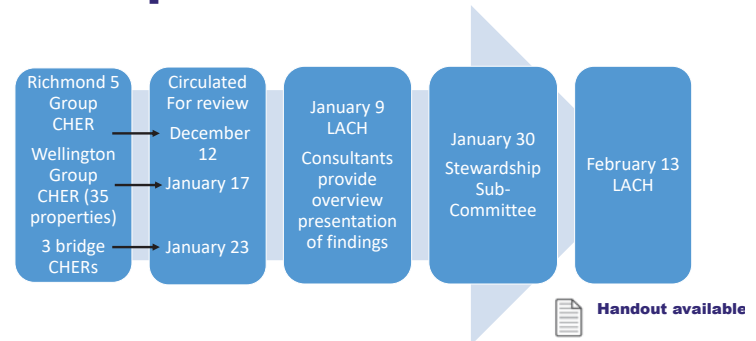 Richmond 5
Group
CHER
Wellington
Group
CHER (35
properties)
3 bridge
CHERs
Circulated
For review
December
12
January 17
January 23
January 9
LACH
Consultants
provide
overview
presentation
of findings
January 30
Stewardship
Sub-
Committee
February 13
LACH
Handout available